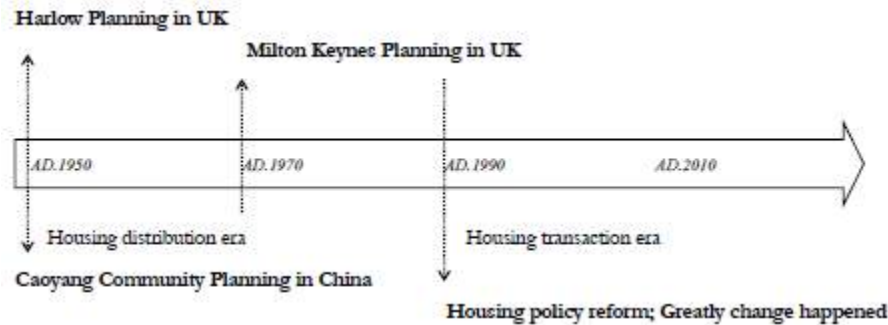 Harlow Planning in UK
Milton Keynes Planning in UK
AD.1950
AD.1970
AD.1990
AD.2010
Housing distribution era
Housing transaction era
Caoyang Community Planning in China
Housing policy reform; Greatly change happened